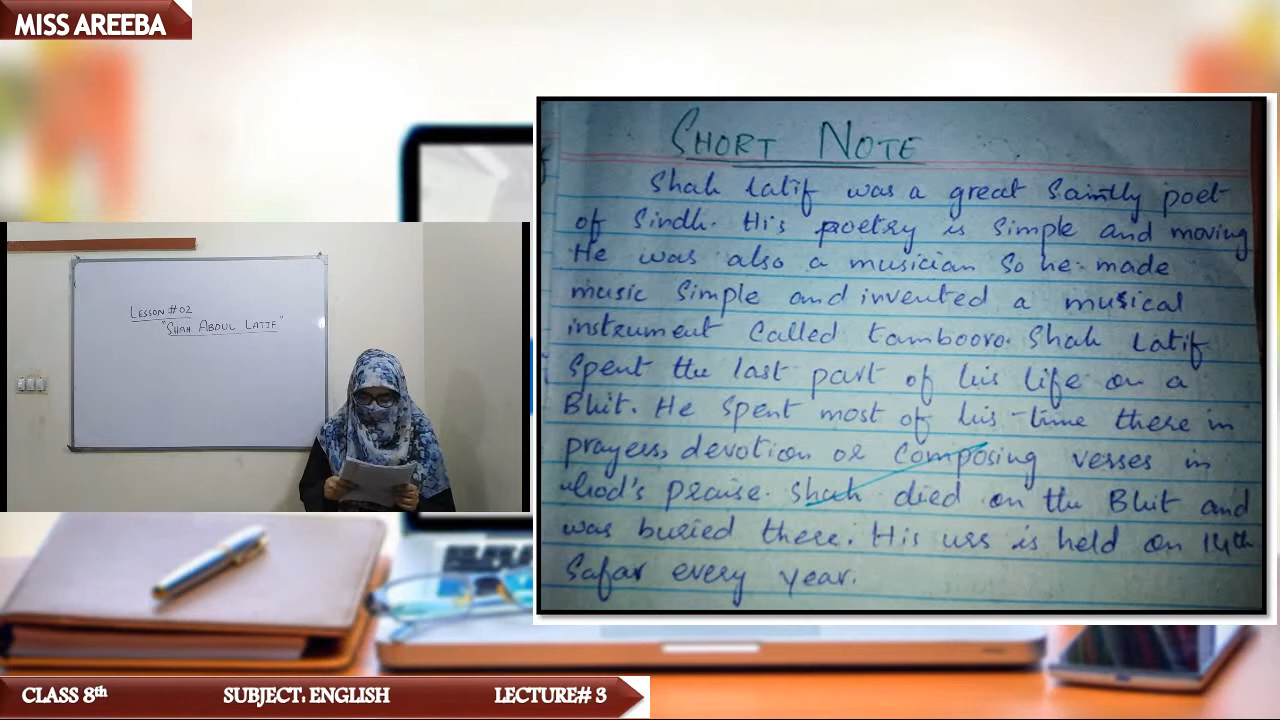 MISS AREEBA
SHORT NOTE
Shah Latif was a great Saintly poet
of Sindh. His poetry is simple and moving
He was also a musician so he made
music simple and invented a musical
instrument called tambooro. Shah Latif
Spent the last part of his life on a
Bhit. He spent most of his time there in
prayers, devotion or Composing verses in
God's praise. Shah died on the Bhit and
was buried there. His urs is held on 14th
Safar every year.
LESSON # 02
"SHAH ABDUL LATIF"
CLASS 8th
SUBJECT: ENGLISH
LECTURE# 3